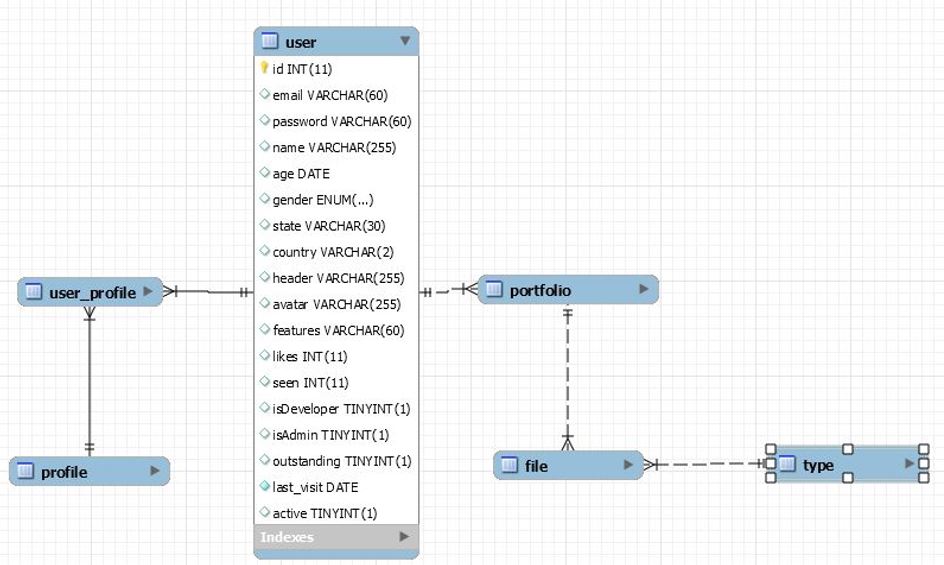 user
id INT(11)
email VARCHAR(60)
password VARCHAR(60)
name VARCHAR(255)
age DATE
gender ENUM(...)
state VARCHAR(30)
country VARCHAR(2)
header VARCHAR(255)
avatar VARCHAR(255)
features VARCHAR(60)
likes INT(11)
seen INT(11)
isDeveloper TINYINT(1)
isAdmin TINYINT(1)
outstanding TINYINT(1)
last_visit DATE
active TINYINT(1)
Indexes
user_profile
profile
portfolio
file
type